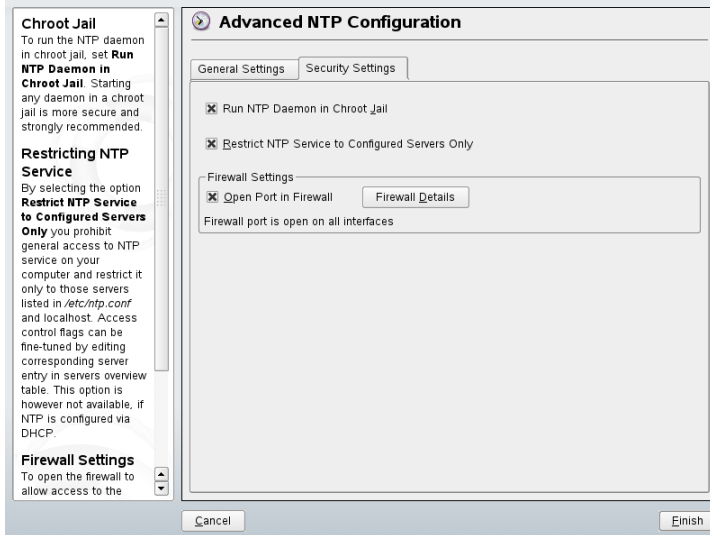 Chroot Jail
To run the NTP daemon
in chroot jail, set Run
NTP Daemon in
Chroot Jail. Starting
any daemon in a chroot
jail is more secure and
strongly recommended.
Restricting NTP
Service
By selecting the option
Restrict NTP Service
to Configured Servers
Only you prohibit
general access to NTP
service on your
computer and restrict it
only to those servers
listed in /etc/ntp.conf
and localhost. Access
control flags can be
fine-tuned by editing
corresponding server
entry in servers overview
table. This option is
however not available, if
NTP is configured via
DHCP.
Firewall Settings
To open the firewall to
allow access to the
Advanced NTP Configuration
General Settings
Security Settings
Run NTP Daemon in Chroot Jail
Restrict NTP Service to Configured Servers Only
Firewall Settings
Open Port in Firewall
Firewall Details
Firewall port is open on all interfaces
Cancel
Finish